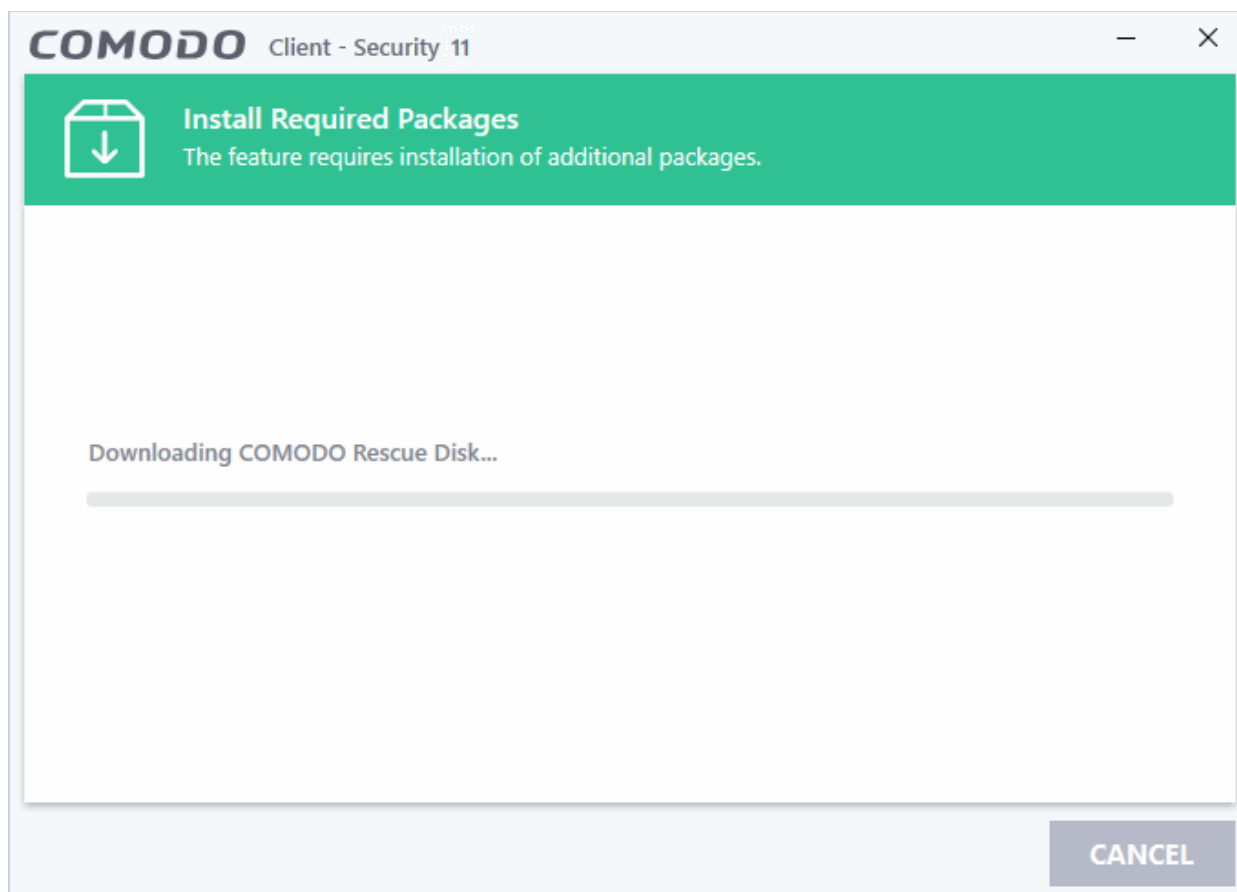 COMODO Client - Security 11
Install Required Packages
The feature requires installation of additional packages.
Downloading COMODO Rescue Disk...
CANCEL